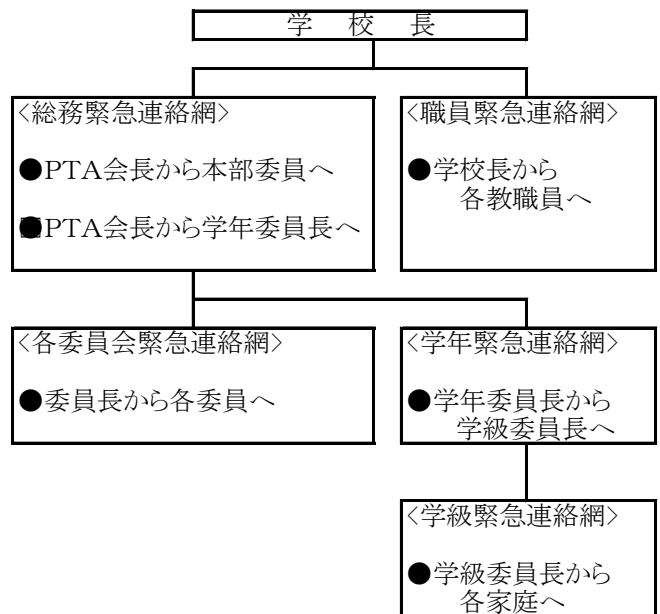 学校長
<総務緊急連絡網>
●PTA会長から本部委員へ
●PTA会長から学年委員長へ
<職員緊急連絡網>
●学校長から
各教職員へ
<各委員会緊急連絡網>
●委員長から各委員へ
<学年緊急連絡網>
●学年委員長から
学級委員長へ
<学級緊急連絡網>
●学級委員長から
各家庭へ